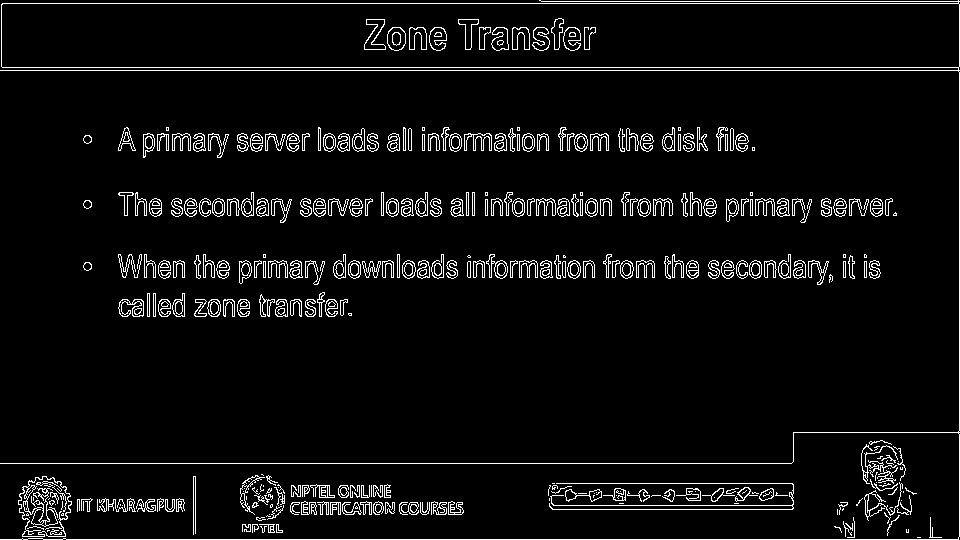 Zone Transfer
• A primary server loads all information from the disk file.
• The secondary server loads all information from the primary server.
• When the primary downloads information from the secondary, it is
called zone transfer.
IIT KHARAGPUR
NPTEL
NPTEL ONLINE
CERTIFICATION COURSES